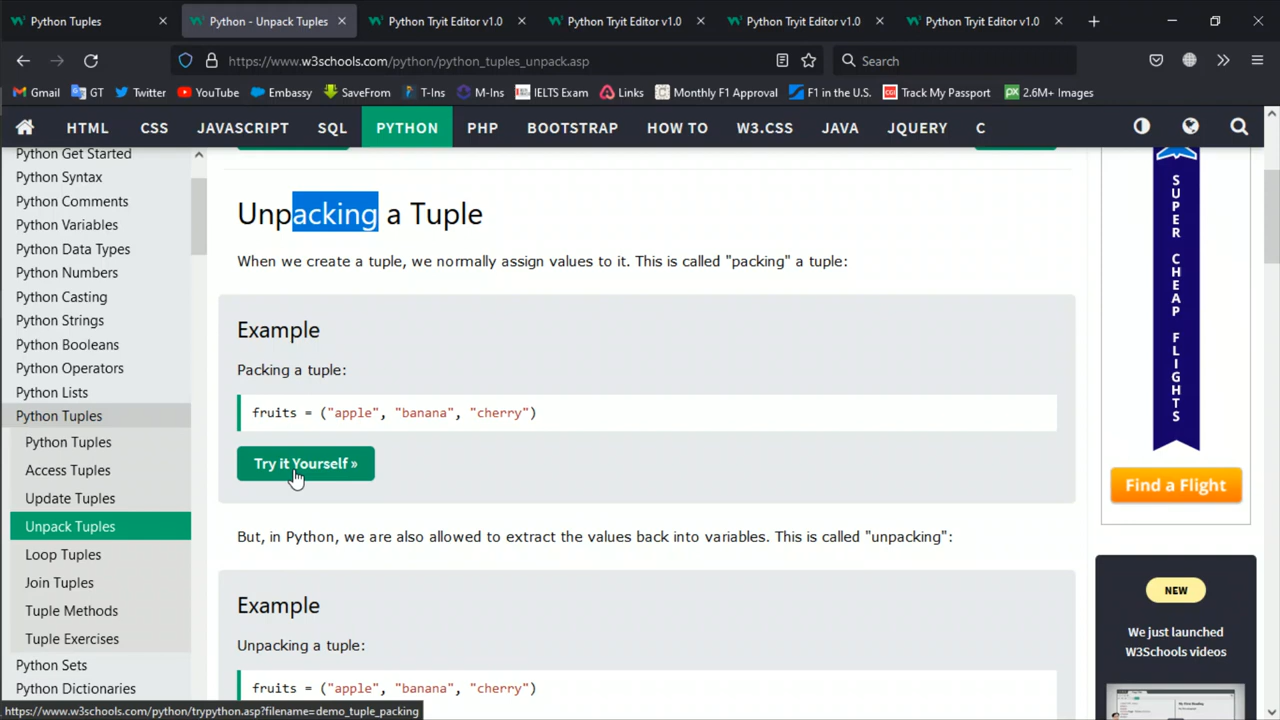 Python Tuples
Python - Unpack Tuples
Python Tryit Editor v1.0
Python Tryit Editor v1.0
Python Tryit Editor v1.0
Python Tryit Editor v1.0
https://www.w3schools.com/python/python_tuples_unpack.asp
Search
Gmail
GT
Twitter
YouTube
Embassy
SaveFrom
T-Ins
M-Ins
IELTS Exam
Links
Monthly F1 Approval
F1 in the U.S.
Track My Passport
2.6M+ Images
HTML
CSS
JAVASCRIPT
SQL
PYTHON
PHP
BOOTSTRAP
HOW TO
W3.CSS
JAVA
JQUERY
C
Python Get Started
Python Syntax
Python Comments
Python Variables
Python Data Types
Python Numbers
Python Casting
Python Strings
Python Booleans
Python Operators
Python Lists
Python Tuples
Python Tuples
Access Tuples
Update Tuples
Unpack Tuples
Loop Tuples
Join Tuples
Tuple Methods
Tuple Exercises
Python Sets
Python Dictionaries
Unpacking a Tuple
When we create a tuple, we normally assign values to it. This is called "packing" a tuple:
Example
Packing a tuple:
fruits = ("apple", "banana", "cherry")
Try it Yourself »
But, in Python, we are also allowed to extract the values back into variables. This is called "unpacking":
Example
Unpacking a tuple:
fruits = ("apple", "banana", "cherry")
SUPER CHEAP FLIGHTS
Find a Flight
NEW
We just launched
W3Schools videos
https://www.w3schools.com/python/trypython.asp?filename=demo_tuple_packing